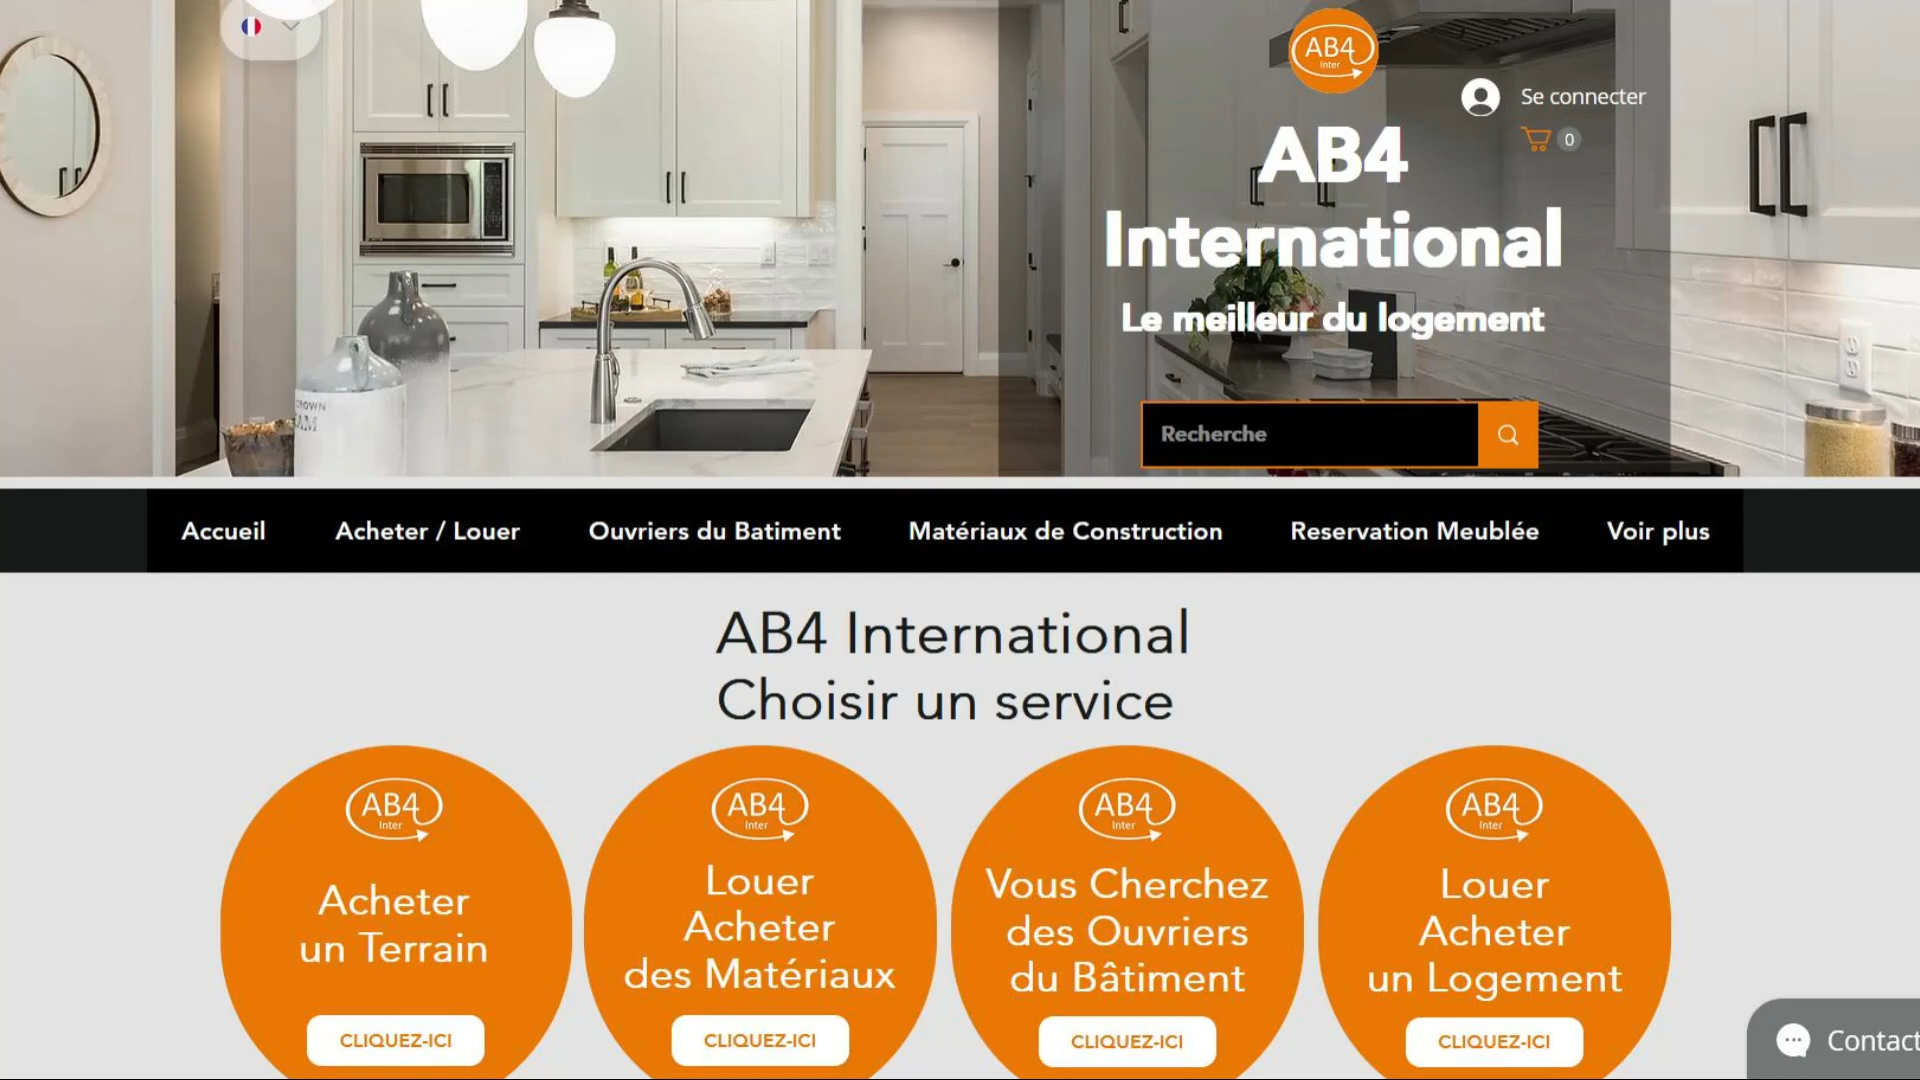 AB4
Inter
Se connecter
0
AB4
International
Le meilleur du logement
Recherche
Accueil
Acheter / Louer
Ouvriers du Batiment
Matériaux de Construction
Reservation Meublée
Voir plus
AB4 International
Choisir un service
AB4
Inter
Acheter
un Terrain
CLIQUEZ-ICI
AB4
Inter
Louer
Acheter
des Matériaux
CLIQUEZ-ICI
AB4
Inter
Vous Cherchez
des Ouvriers
du Bâtiment
CLIQUEZ-ICI
AB4
Inter
Louer
Acheter
un Logement
CLIQUEZ-ICI
Contact